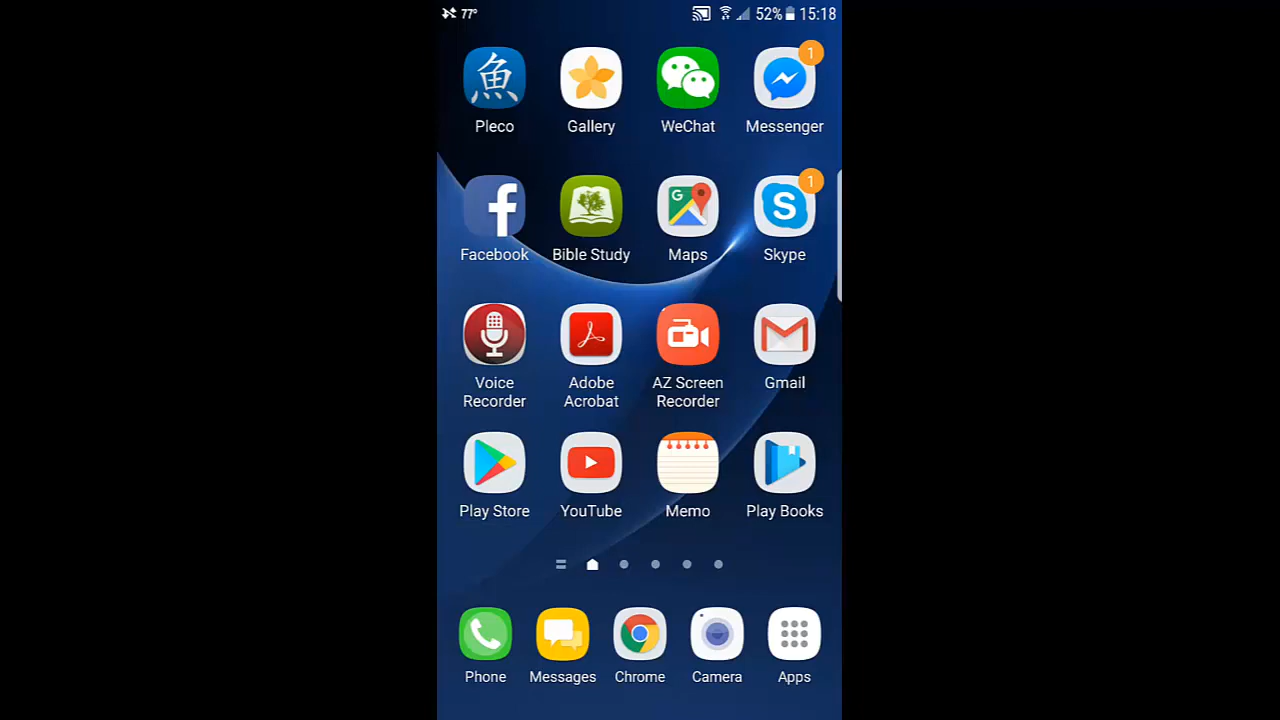 77° 52% 15:18
魚 1
Pleco Gallery WeChat Messenger
f G S 1
Facebook Bible Study Maps Skype
Voice Recorder
Adobe Acrobat
AZ Screen Recorder
Gmail
Play Store YouTube Memo Play Books
Phone Messages Chrome Camera Apps